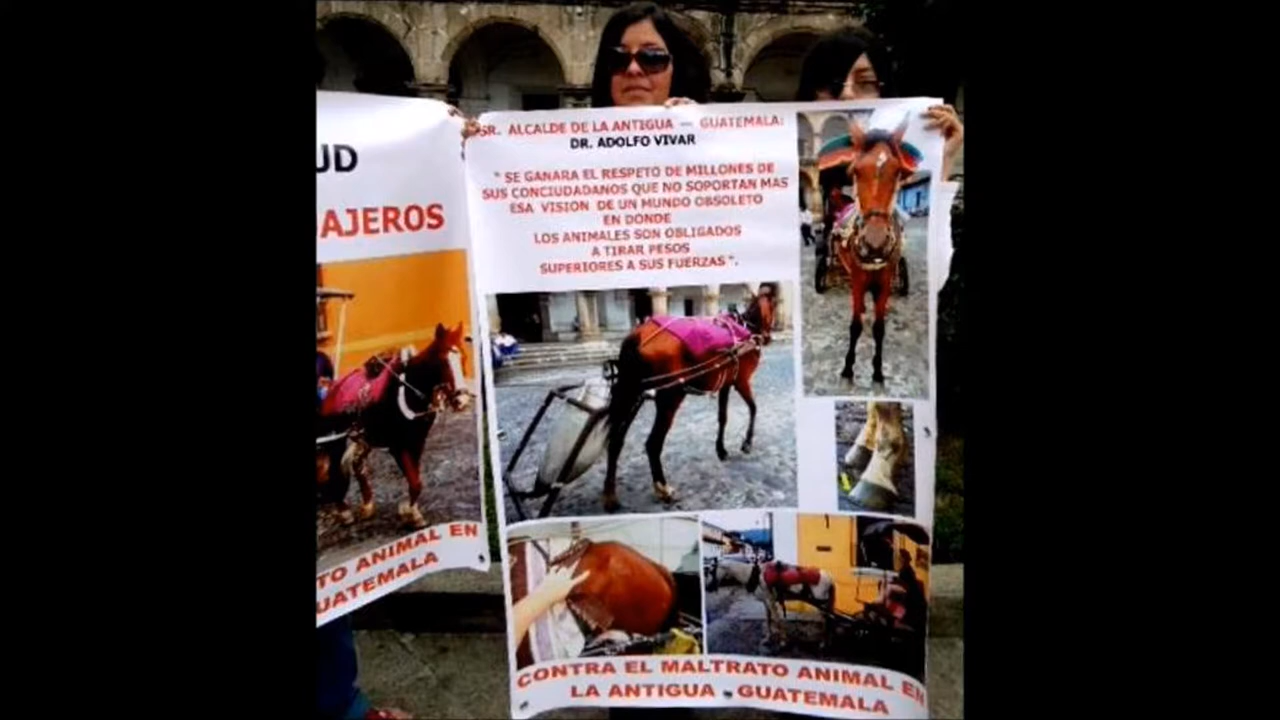 UD
AJEROS
TO ANIMAL EN
UATEMALA
SR. ALCALDE DE LA ANTIGUA — GUATEMALA:
DR. ADOLFO VIVAR
" SE GANARA EL RESPETO DE MILLONES DE
SUS CONCIUDADANOS QUE NO SOPORTAN MAS
ESA VISION DE UN MUNDO OBSOLETO
EN DONDE
LOS ANIMALES SON OBLIGADOS
A TIRAR PESOS
SUPERIORES A SUS FUERZAS ".
CONTRA EL MALTRATO ANIMAL EN
LA ANTIGUA - GUATEMALA